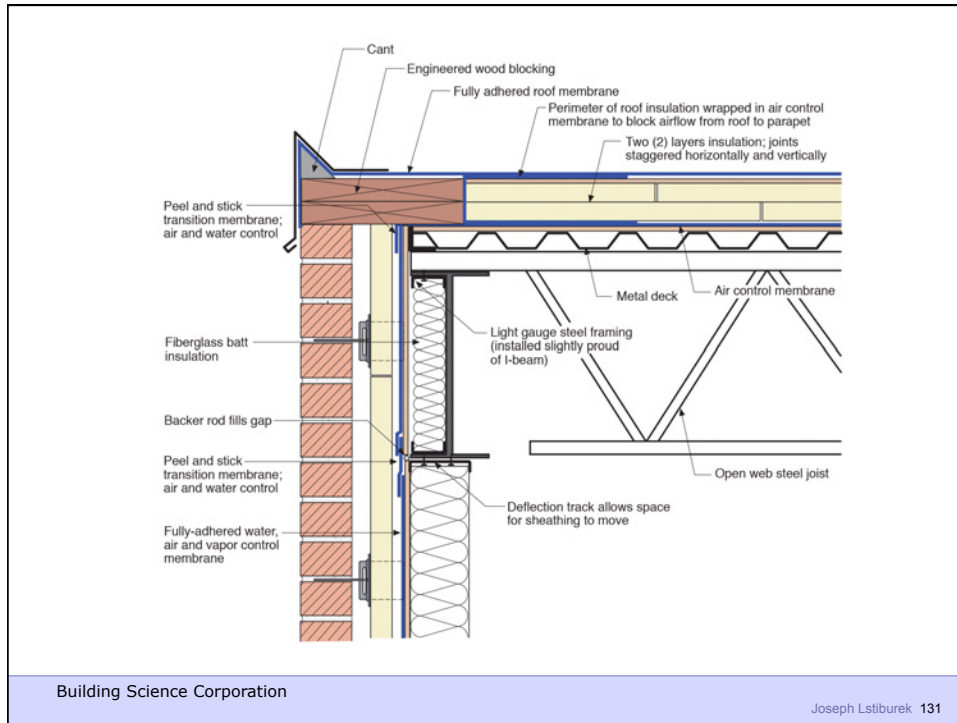 Cant
Engineered wood blocking
Fully adhered roof membrane
Perimeter of roof insulation wrapped in air control
membrane to block airflow from roof to parapet
Two (2) layers insulation; joints
staggered horizontally and vertically
Peel and stick
transition membrane;
air and water control
Metal deck
Air control membrane
Fiberglass batt
insulation
Light gauge steel framing
(installed slightly proud
of I-beam)
Backer rod fills gap
Peel and stick
transition membrane;
air and water control
Open web steel joist
Deflection track allows space
for sheathing to move
Fully-adhered water,
air and vapor control
membrane
Building Science Corporation
Joseph Lstiburek 131